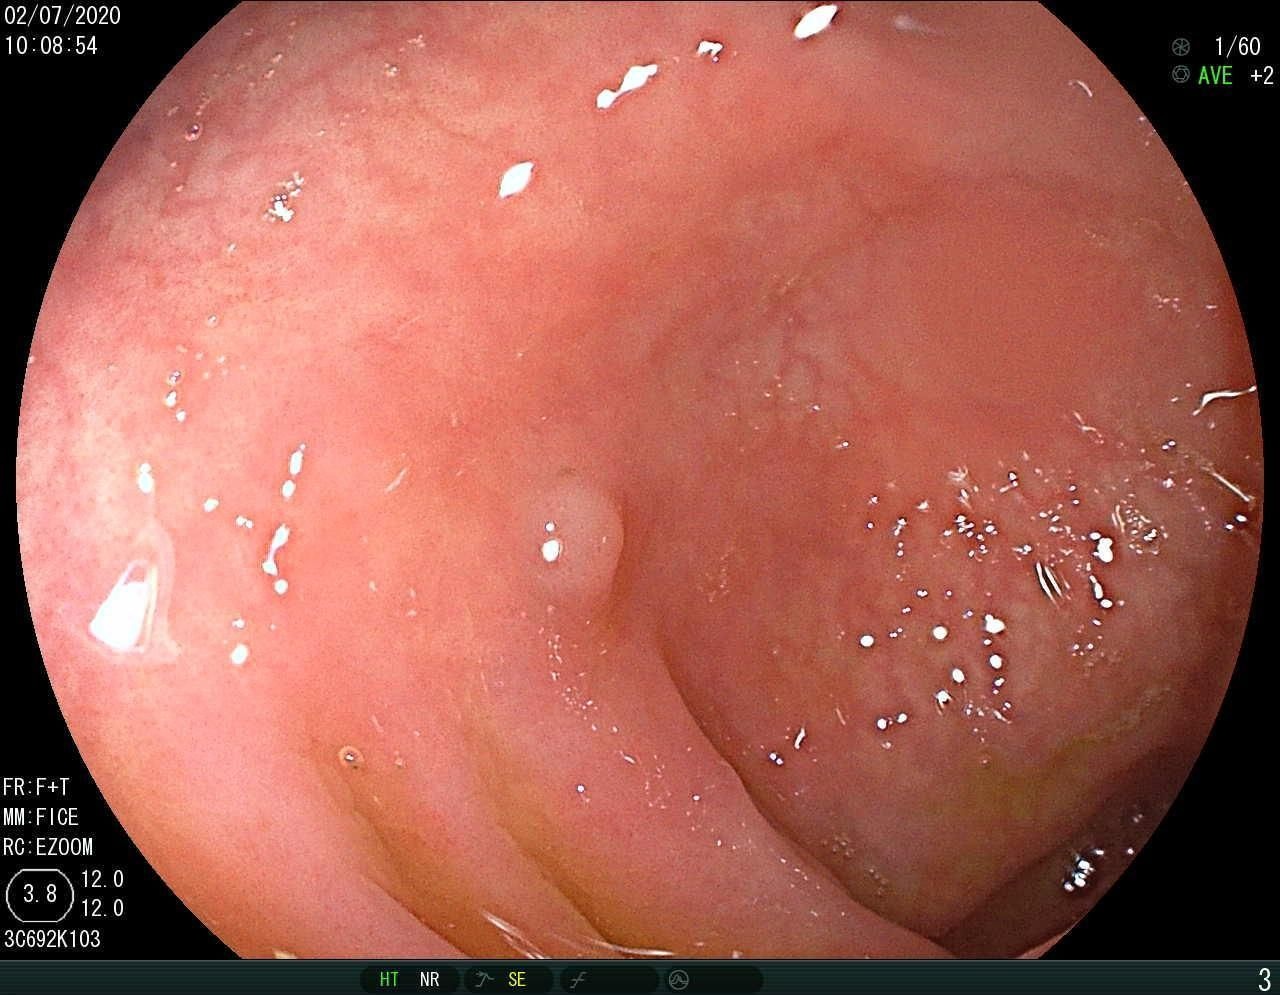 02/07/2020
10:08:54
1/60
AVE +2
FR:F+T
MM:FICE
RC:EZOOM
3.8
12.0
12.0
3C692K103
HT NR SE
3